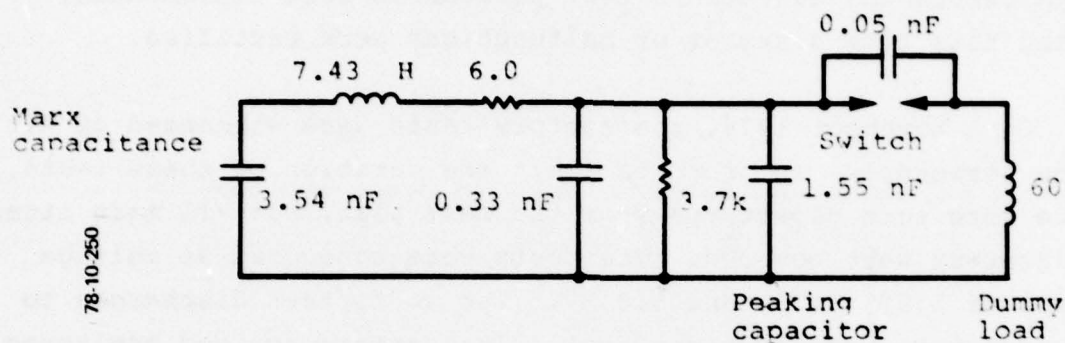 0.05 nF
7.43 H 6.0
Marx
capacitance
Switch
3.54 nF 0.33 nF 3.7k 1.55 nF 60
Peaking
capacitor
Dummy
load
78-10-250